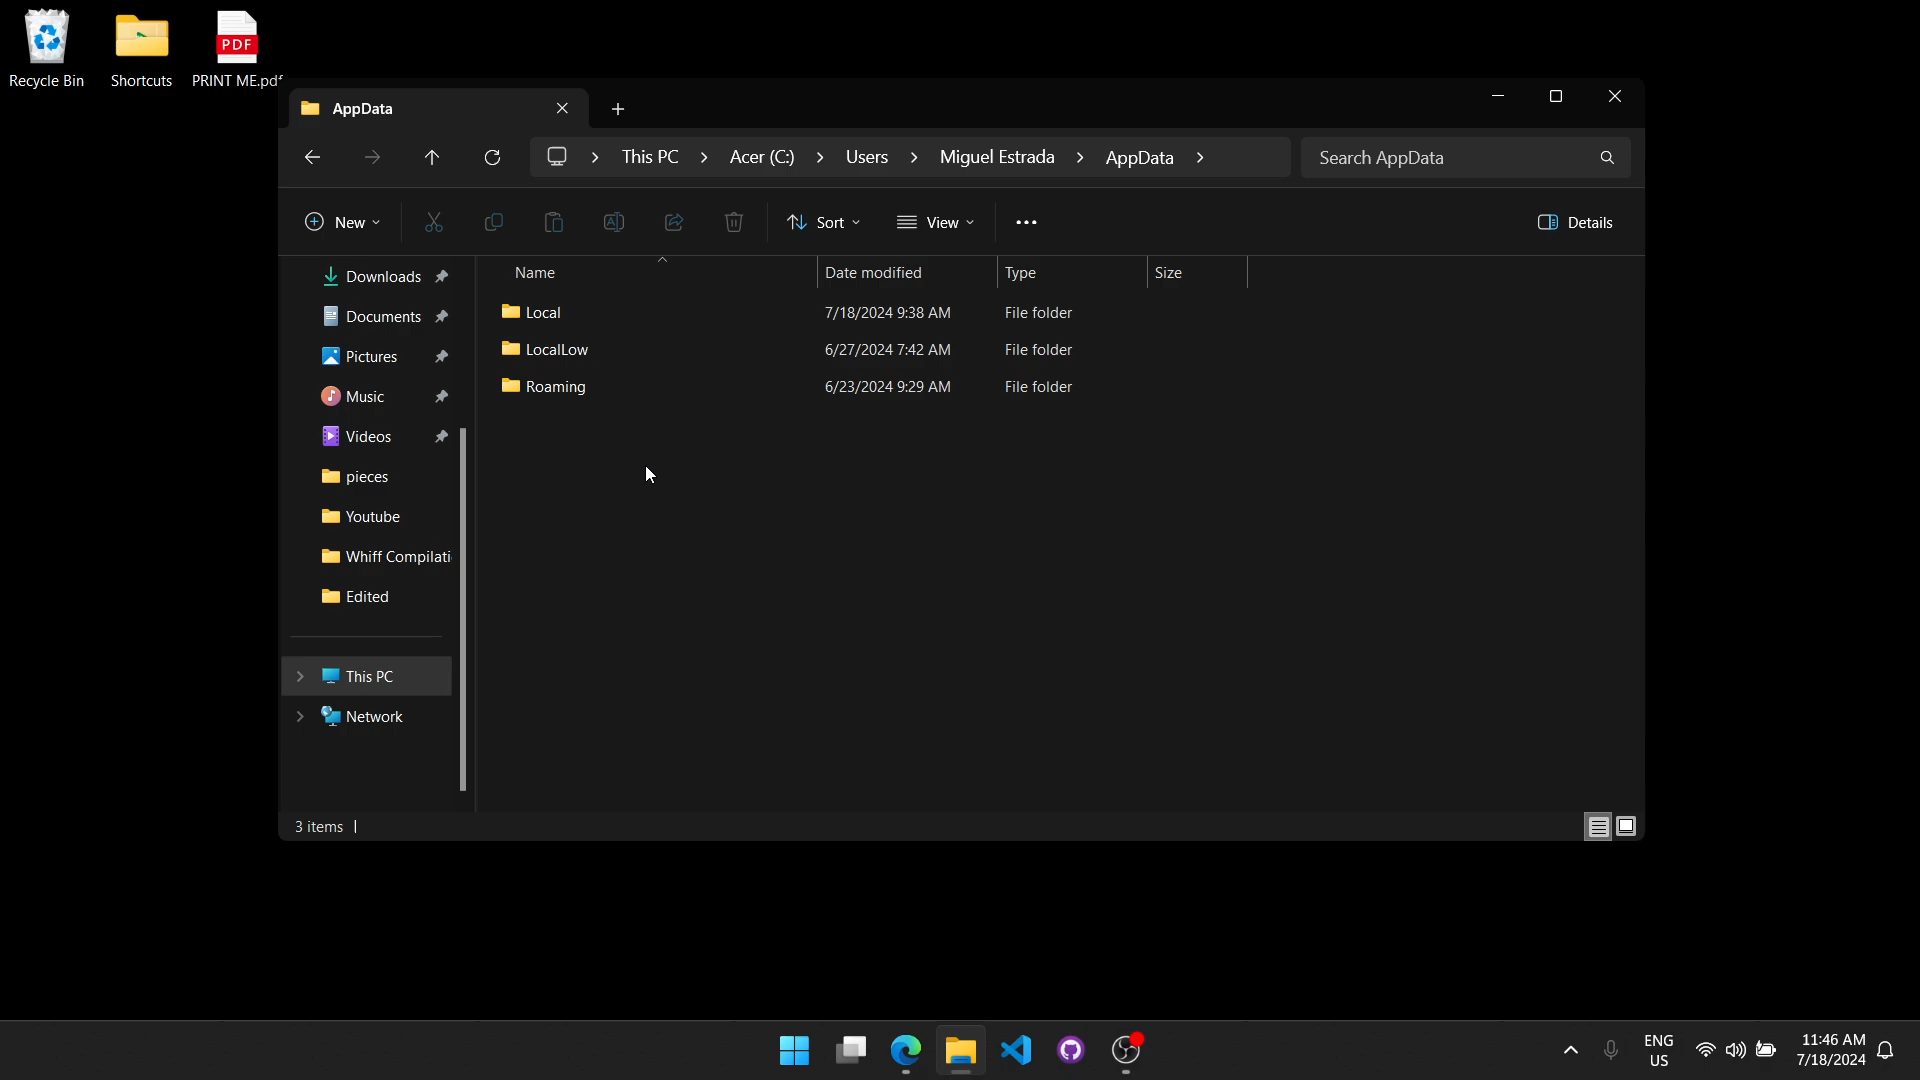 Recycle Bin
Shortcuts
PDF
PRINT ME.pdf
AppData
This PC
Acer (C:)
Users
Miguel Estrada
AppData
Search AppData
New
Sort
View
Details
Name
Date modified
Type
Size
Local
7/18/2024 9:38 AM
File folder
LocalLow
6/27/2024 7:42 AM
File folder
Roaming
6/23/2024 9:29 AM
File folder
Downloads
Documents
Pictures
Music
Videos
pieces
Youtube
Whiff Compilati
Edited
This PC
Network
3 items
ENG
US
11:46 AM
7/18/2024